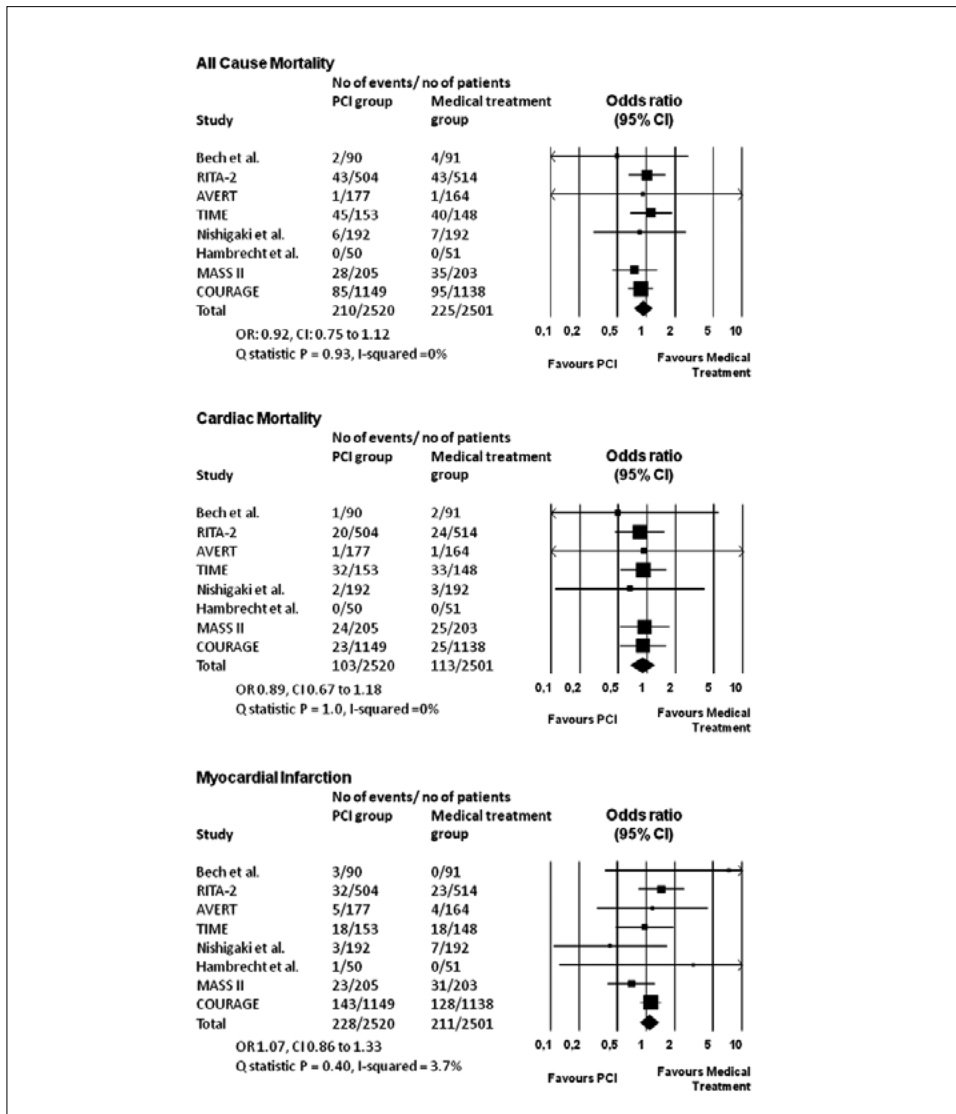 All Cause Mortality
No of events/ no of patients
PCI group Medical treatment Odds ratio
Study group (95% CI)
Bech et al. 2/90 4/91
RITA-2 43/504 43/514
AVERT 1/177 1/164
TIME 45/153 40/148
Nishigaki et al. 6/192 7/192
Hambrecht et al. 0/50 0/51
MASS II 28/205 35/203
COURAGE 85/1149 95/1138
Total 210/2520 225/2501
0,1 0,2 0,5 1 2 5 10
OR: 0.92, CI: 0.75 to 1.12
Q statistic P = 0.93, I-squared =0%
Favours PCI Favours Medical
Treatment
Cardiac Mortality
No of events/ no of patients
PCI group Medical treatment Odds ratio
Study group (95% CI)
Bech et al. 1/90 2/91
RITA-2 20/504 24/514
AVERT 1/177 1/164
TIME 32/153 33/148
Nishigaki et al. 2/192 3/192
Hambrecht et al. 0/50 0/51
MASS II 24/205 25/203
COURAGE 23/1149 25/1138
Total 103/2520 113/2501
OR 0.89, CI 0.67 to 1.18 0,1 0,2 0,5 1 2 5 10
Q statistic P = 1.0, I-squared =0%
Favours PCI Favours Medical
Treatment
Myocardial Infarction
No of events/ no of patients
PCI group Medical treatment Odds ratio
Study group (95% CI)
Bech et al. 3/90 0/91
RITA-2 32/504 23/514
AVERT 5/177 4/164
TIME 18/153 18/148
Nishigaki et al. 3/192 7/192
Hambrecht et al. 1/50 0/51
MASS II 23/205 31/203
COURAGE 143/1149 128/1138
Total 228/2520 211/2501
OR 1.07, CI 0.86 to 1.33 0,1 0,2 0,5 1 2 5 10
Q statistic P = 0.40, I-squared = 3.7%
Favours PCI Favours Medical
Treatment